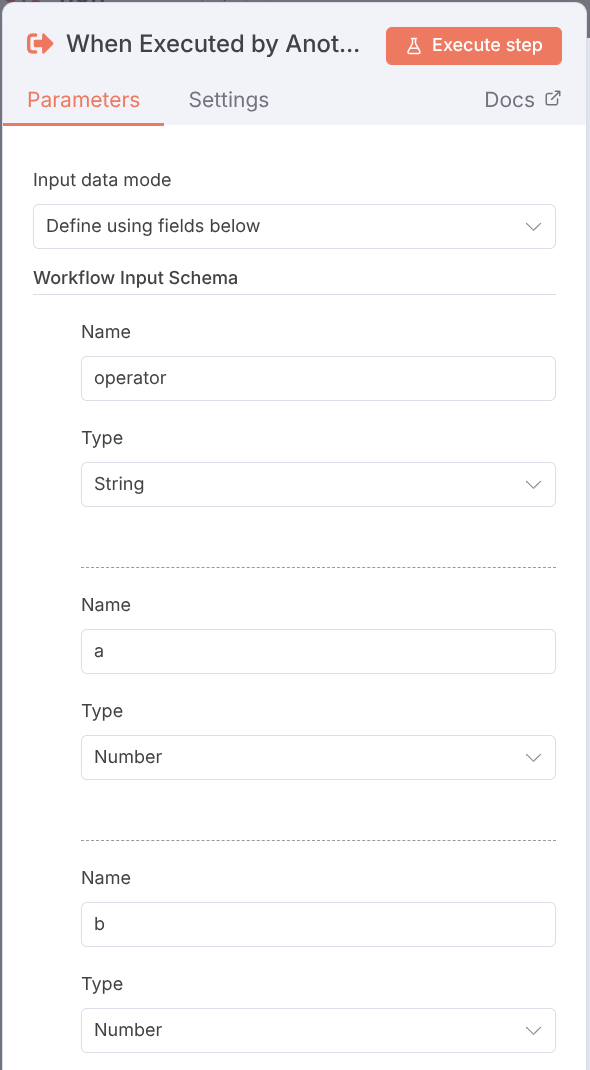 When Executed by Anot...
Execute step
Parameters
Settings
Docs
Input data mode
Define using fields below
Workflow Input Schema
Name
operator
Type
String
Name
a
Type
Number
Name
b
Type
Number